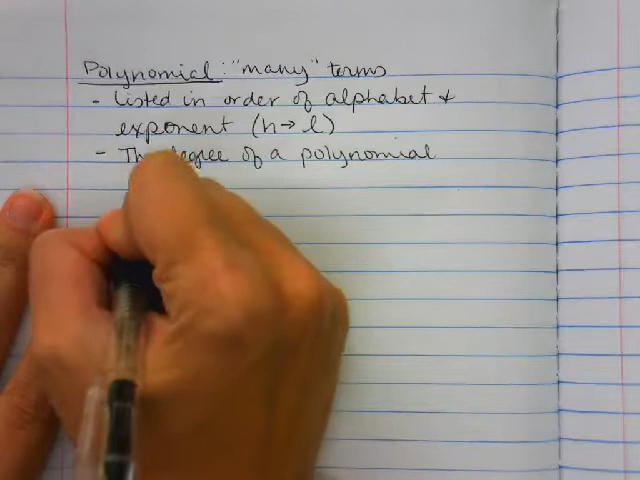 Polynomial: "many" terms
- Listed in order of alphabet &
exponent (h→l)
- The degree of a polynomial